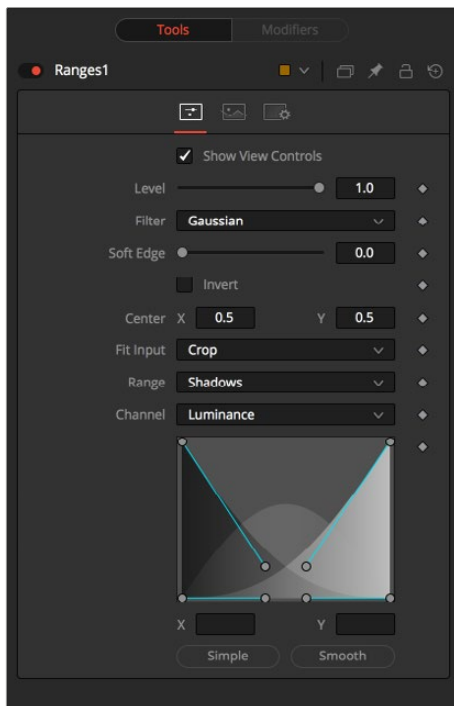 Tools Modifiers
Ranges1
Show View Controls
Level 1.0
Filter Gaussian
Soft Edge 0.0
Invert
Center X 0.5 Y 0.5
Fit Input Crop
Range Shadows
Channel Luminance
X Y
Simple Smooth